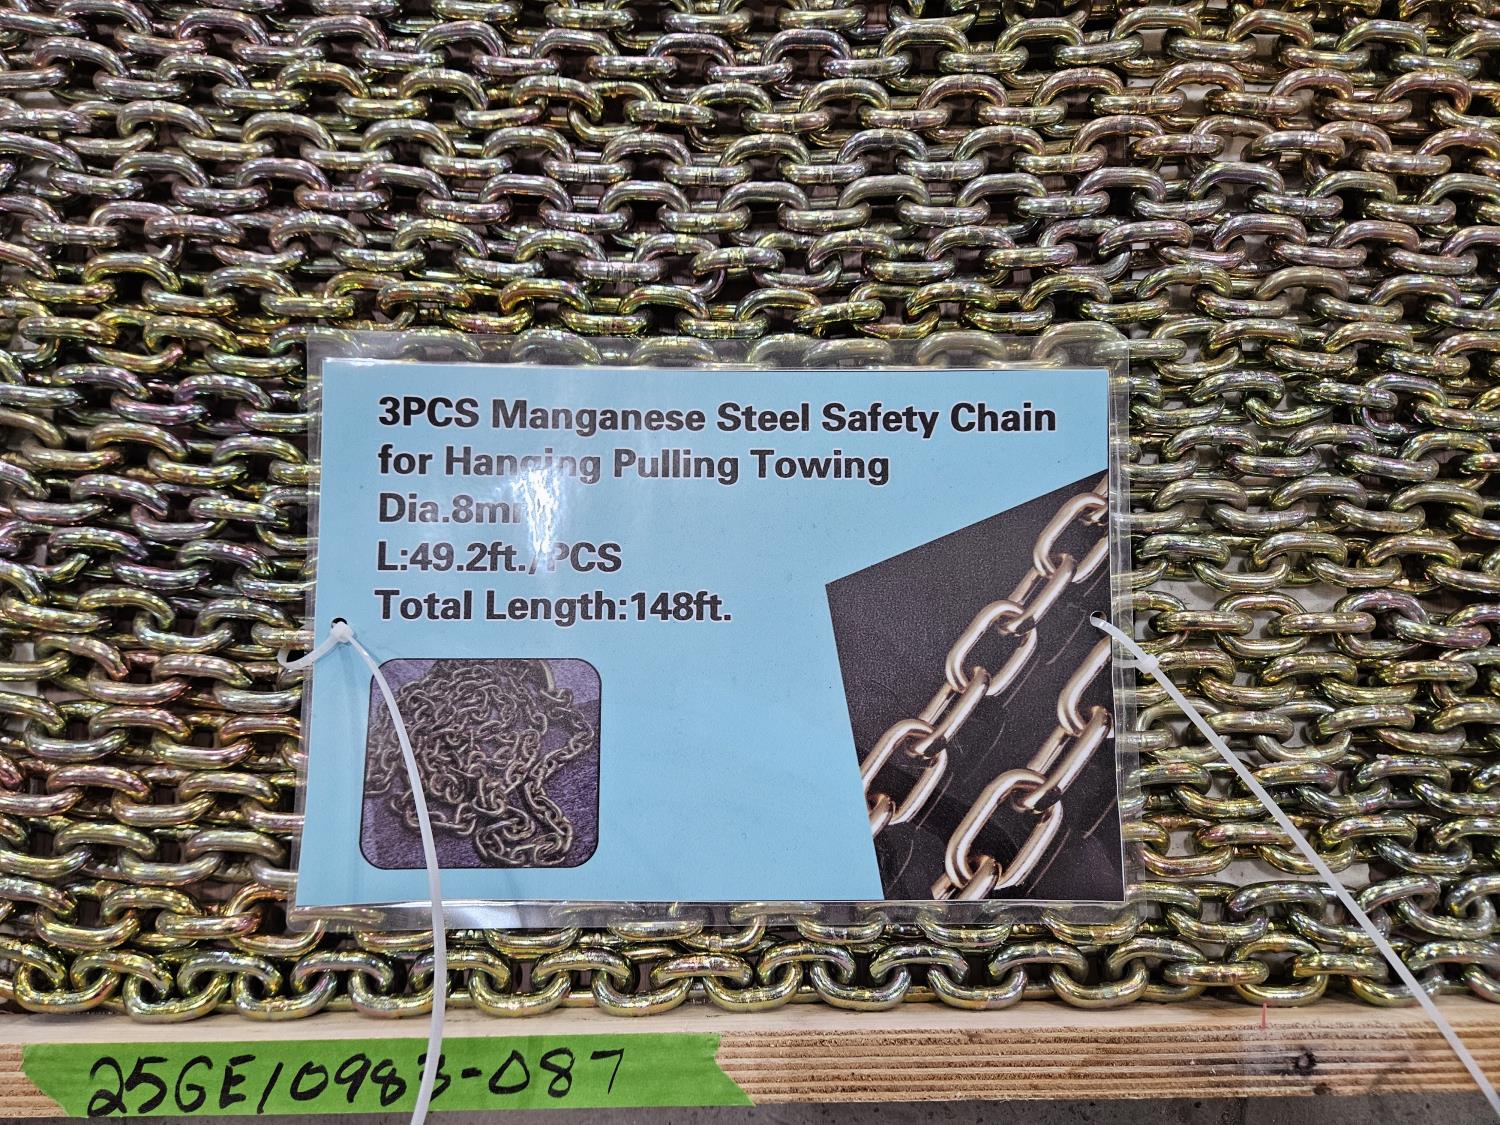 3PCS Manganese Steel Safety Chain
for Hanging Pulling Towing
Dia.8mm
L:49.2ft./PCS
Total Length:148ft.
25GE10983-087